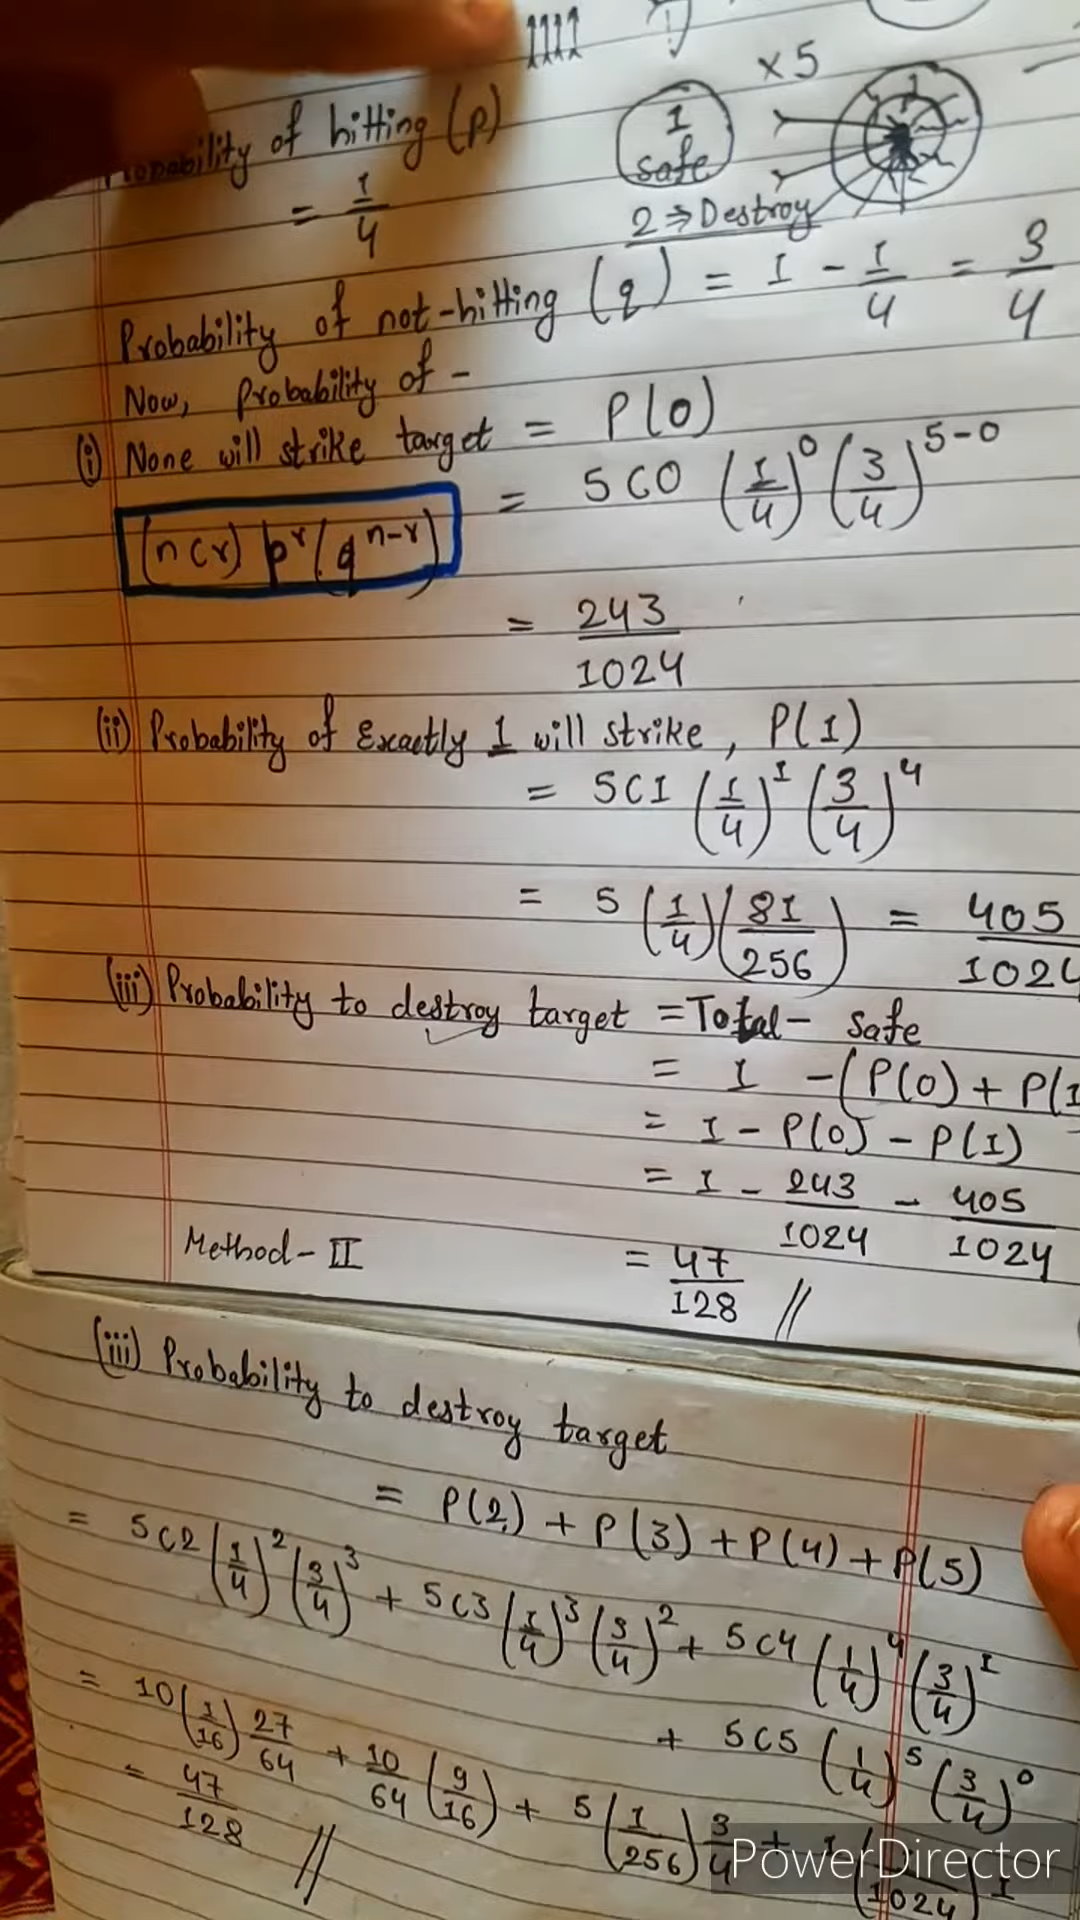 × 5
Probability of hitting (p)
1 safe
= 1/4
2 ⇒ Destroy
Probability of not-hitting (q) = 1 - 1/4 = 3/4
Now, Probability of -
(i) None will strike target = P(0)
= 5C0 (1/4)^0 (3/4)^5-0
(nCr) p^r (q^n-r)
= 243/1024
(ii) Probability of Exactly 1 will strike, P(1)
= 5C1 (1/4)^1 (3/4)^4
= 5 (1/4) (81/256) = 405/1024
(iii) Probability to destroy target = Total - safe
= 1 - (P(0) + P(1
= 1 - P(0) - P(1)
= 1 - 243/1024 - 405/1024
Method - II
= 47/128 //
(iii) Probability to destroy target
= P(2) + P(3) + P(4) + P(5)
= 5C2 (1/4)^2 (3/4)^3 + 5C3 (1/4)^3 (3/4)^2 + 5C4 (1/4)^4 (3/4)^1
+ 5C5 (1/4)^5 (3/4)^0
= 10 (1/16) 27/64 + 10/64 (9/16) + 5 (1/256) 3/4 + 1 (1/1024) 1
= 47/128 //
PowerDirector